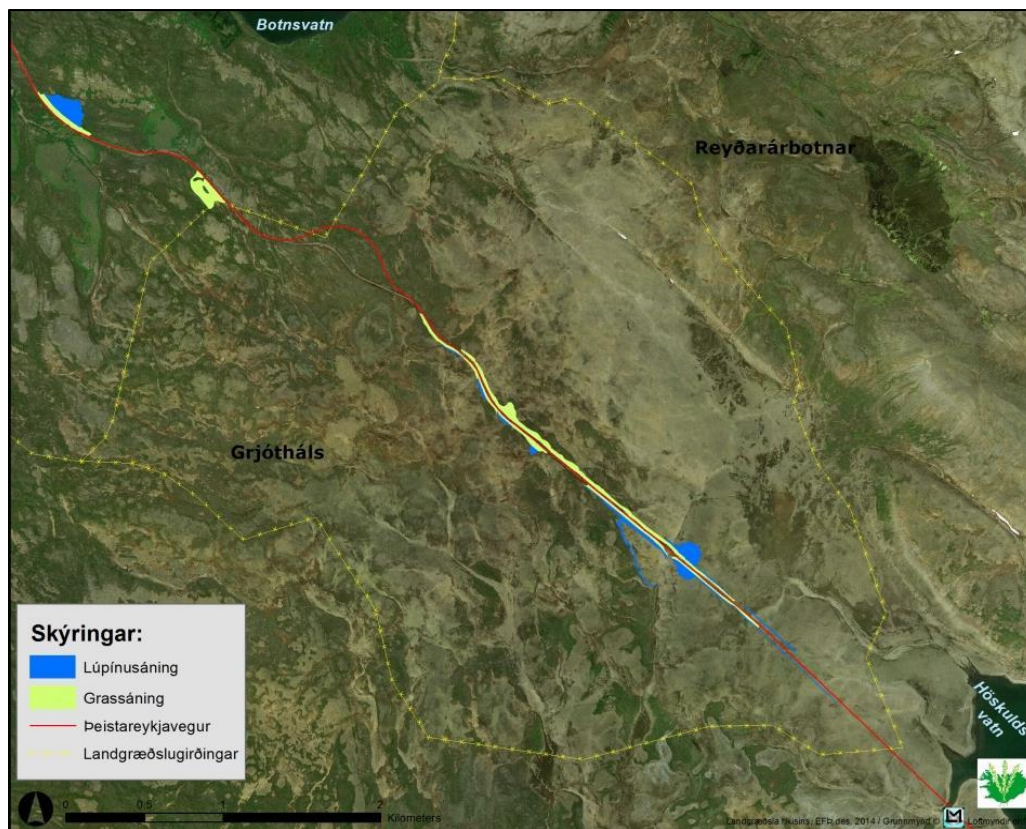 Botnsvatn
Reyðarárbotnar
Grjótháls
Höskulds
vatn
Skýringar:
Lúpínusáning
Grassáning
Þeistareykjavegur
Landgræðslugirðingar
0 0,5 1 2
Kilometers